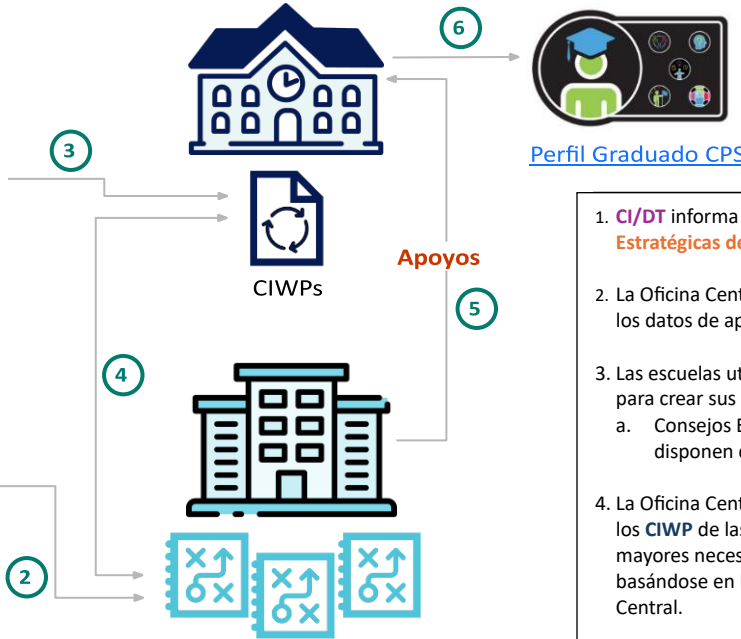 6
3
Perfil Graduado CPS
CIWPs
Apoyos
5
4
2
1. CI/DT informa
Estratégicas de
2. La Oficina Cent
los datos de ap
3. Las escuelas ut
para crear sus
a. Consejos E
disponen
4. La Oficina Cent
los CIWP de las
mayores neces
basándose en
Central.